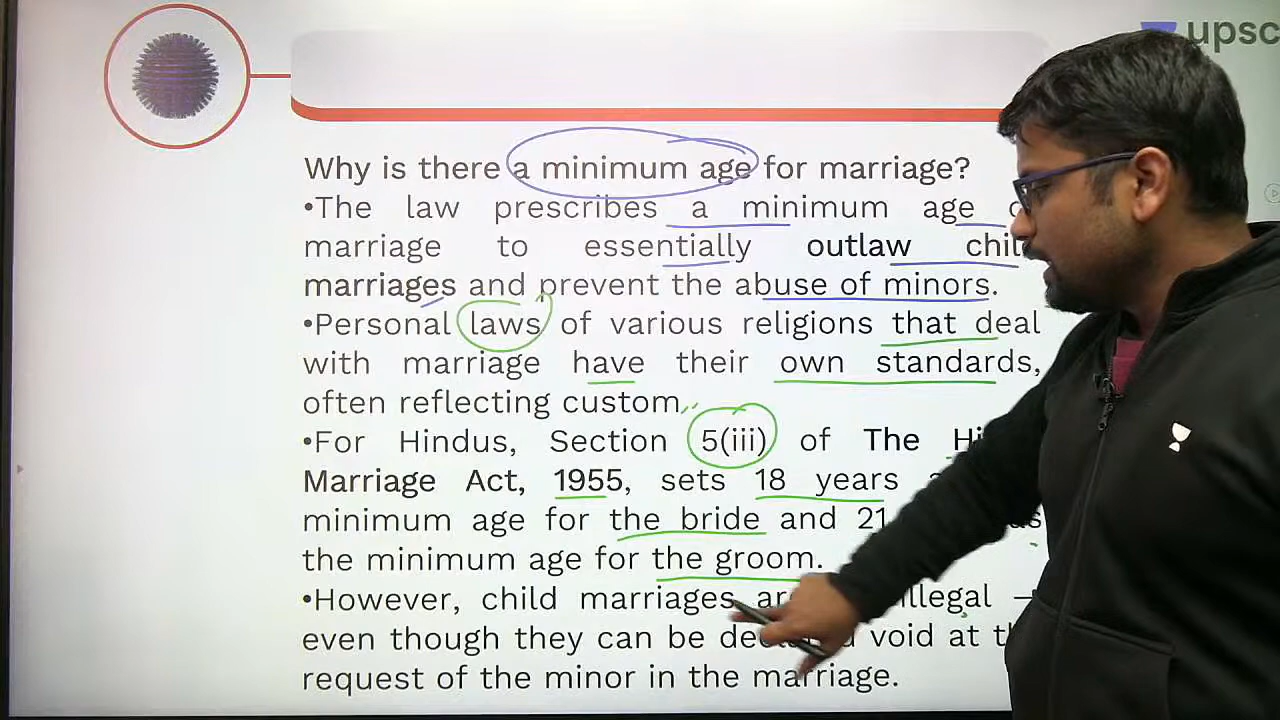 upsc
Why is there a minimum age for marriage?
•The law prescribes a minimum age
marriage to essentially outlaw child
marriages and prevent the abuse of minors.
•Personal laws of various religions that deal
with marriage have their own standards,
often reflecting custom.
•For Hindus, Section 5(iii) of The
Marriage Act, 1955, sets 18 years
minimum age for the bride and 21
the minimum age for the groom.
•However, child marriages illegal –
even though they can be void at
request of the minor in the marriage.